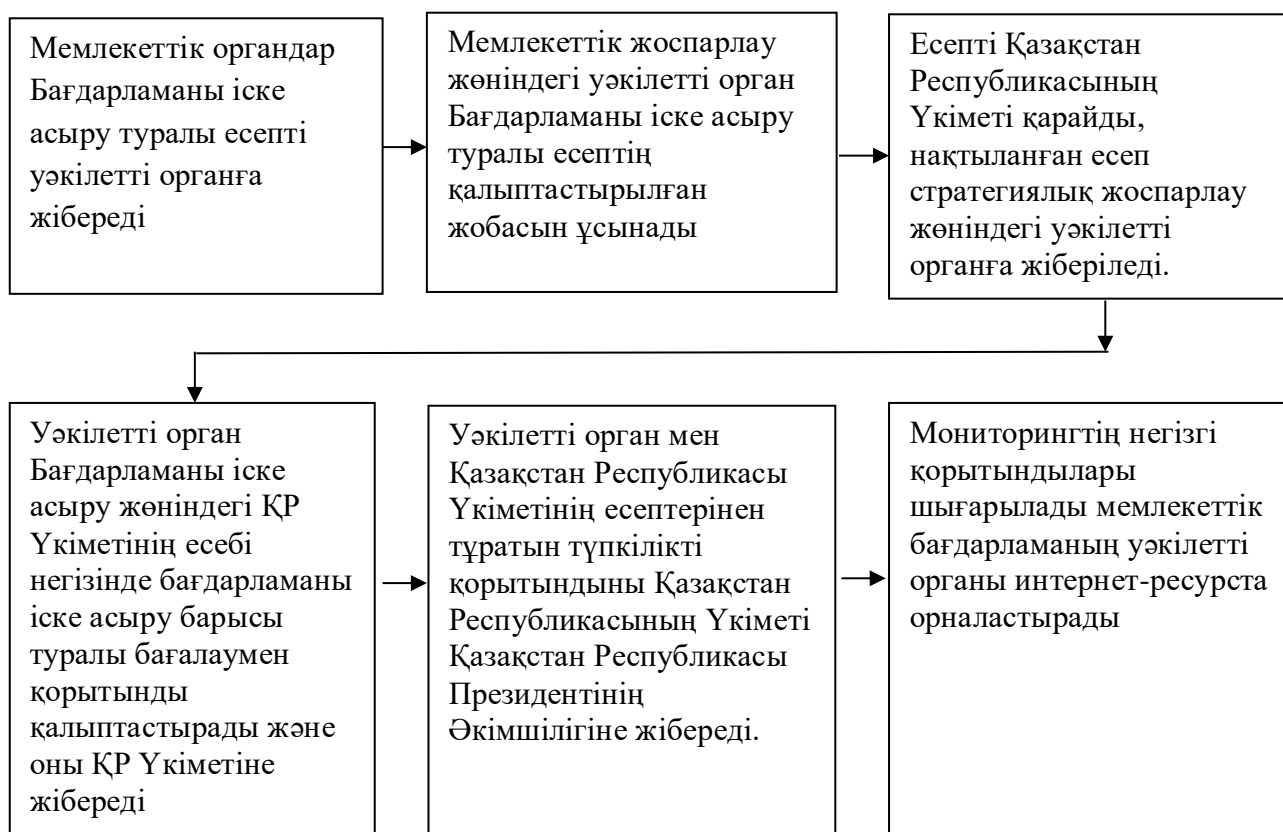 Мемлекеттік органдар
Бағдарламаны іске
асыру туралы есепті
уәкілетті органға
жібереді
Мемлекеттік жоспарлау
жөніндегі уәкілетті орган
Бағдарламаны іске асыру
туралы есептің
қалыптастырылған
жобасын ұсынады
Есепті Қазақстан
Республикасының
Үкіметі қарайды,
нақтыланған есеп
стратегиялық жоспарлау
жөніндегі уәкілетті
органға жіберіледі.
Уәкілетті орган
Бағдарламаны іске
асыру жөніндегі ҚР
Үкіметінің есебі
негізінде бағдарламаны
іске асыру барысы
туралы бағалаумен
қорытынды
қалыптастырады және
оны ҚР Үкіметіне
жібереді
Уәкілетті орган мен
Қазақстан Республикасы
Үкіметінің есептерінен
тұратын түпкілікті
қорытындыны Қазақстан
Республикасының Үкіметі
Қазақстан Республикасы
Президентінің
Әкімшілігіне жібереді.
Мониторингтің негізгі
қорытындылары
шығарылады мемлекеттік
бағдарламаның уәкілетті
органы интернет-ресурста
орналастырады